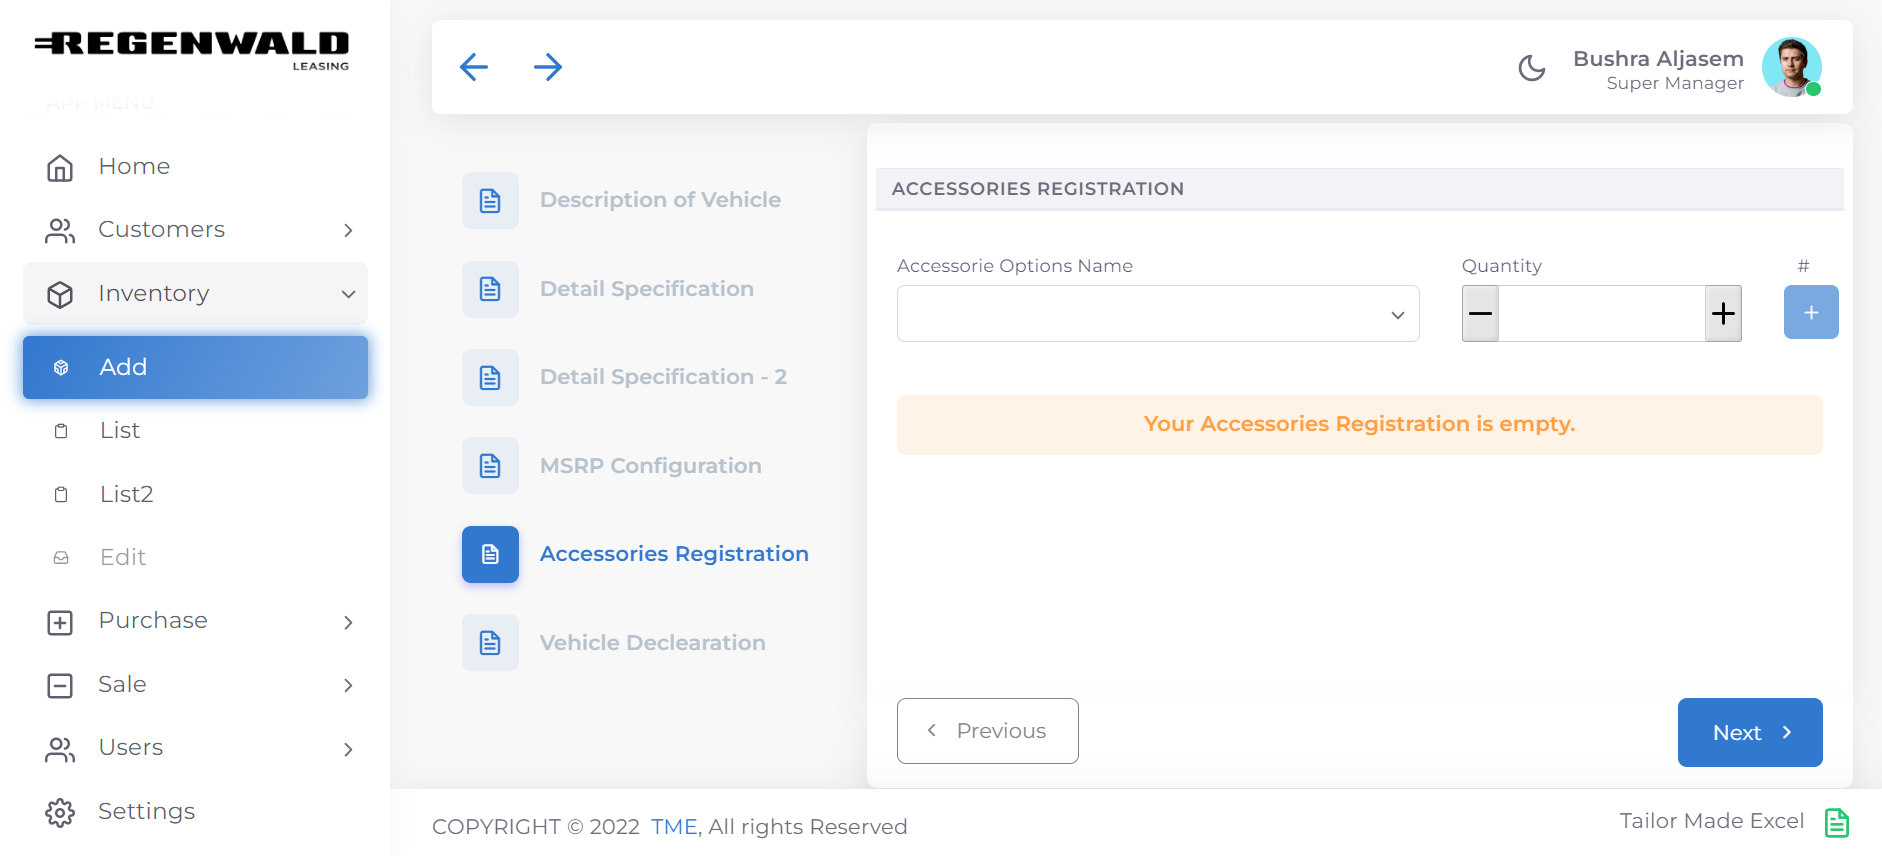 REGENWALD
LEASING
APP MENU
Home
Customers
Inventory
Add
List
List2
Edit
Purchase
Sale
Users
Settings
Bushra Aljasem
Super Manager
Description of Vehicle
Detail Specification
Detail Specification - 2
MSRP Configuration
Accessories Registration
Vehicle Declearation
ACCESSORIES REGISTRATION
Accessorie Options Name
Quantity
#
Your Accessories Registration is empty.
Previous
Next
COPYRIGHT © 2022 TME, All rights Reserved
Tailor Made Excel